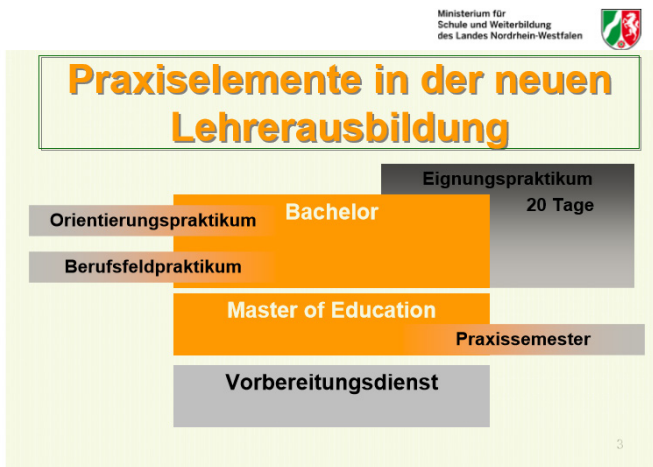 Ministerium für
Schule und Weiterbildung
des Landes Nordrhein-Westfalen
Praxiselemente in der neuen
Lehrerausbildung
Eignungspraktikum
20 Tage
Bachelor
Orientierungspraktikum
Berufsfeldpraktikum
Master of Education
Praxissemester
Vorbereitungsdienst
3